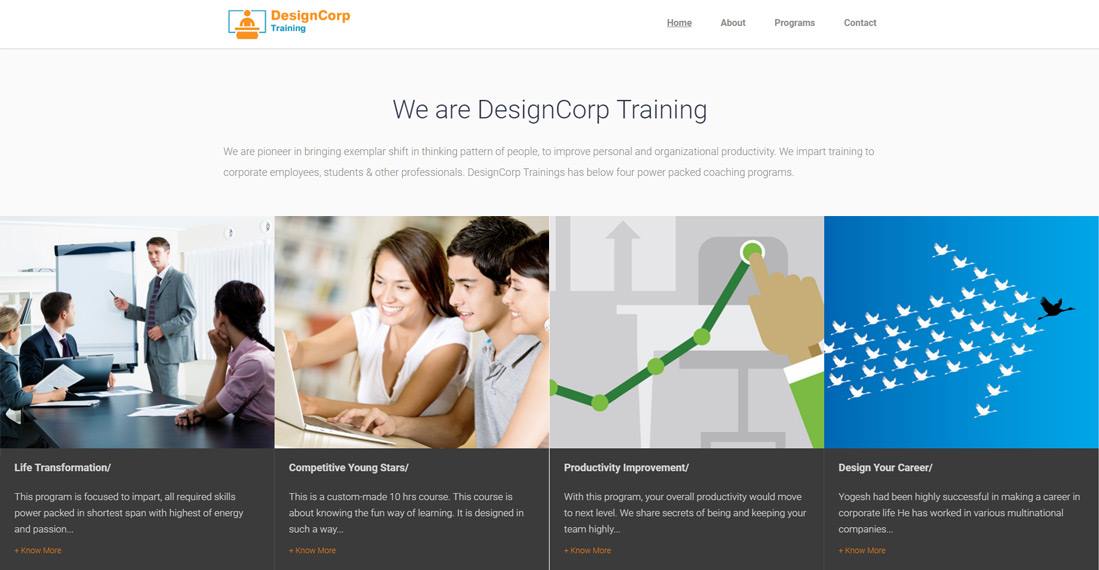 DesignCorp
Training
Home About Programs Contact
We are DesignCorp Training
We are pioneer in bringing exemplar shift in thinking pattern of people, to improve personal and organizational productivity. We impart training to
corporate employees, students & other professionals. DesignCorp Trainings has below four power packed coaching programs.
Life Transformation/
This program is focused to impart, all required skills
power packed in shortest span with highest of energy
and passion...
+ Know More
Competitive Young Stars/
This is a custom-made 10 hrs course. This course is
about knowing the fun way of learning. It is designed in
such a way...
+ Know More
Productivity Improvement/
With this program, your overall productivity would move
to next level. We share secrets of being and keeping your
team highly...
+ Know More
Design Your Career/
Yogesh had been highly successful in making a career in
corporate life He has worked in various multinational
companies...
+ Know More